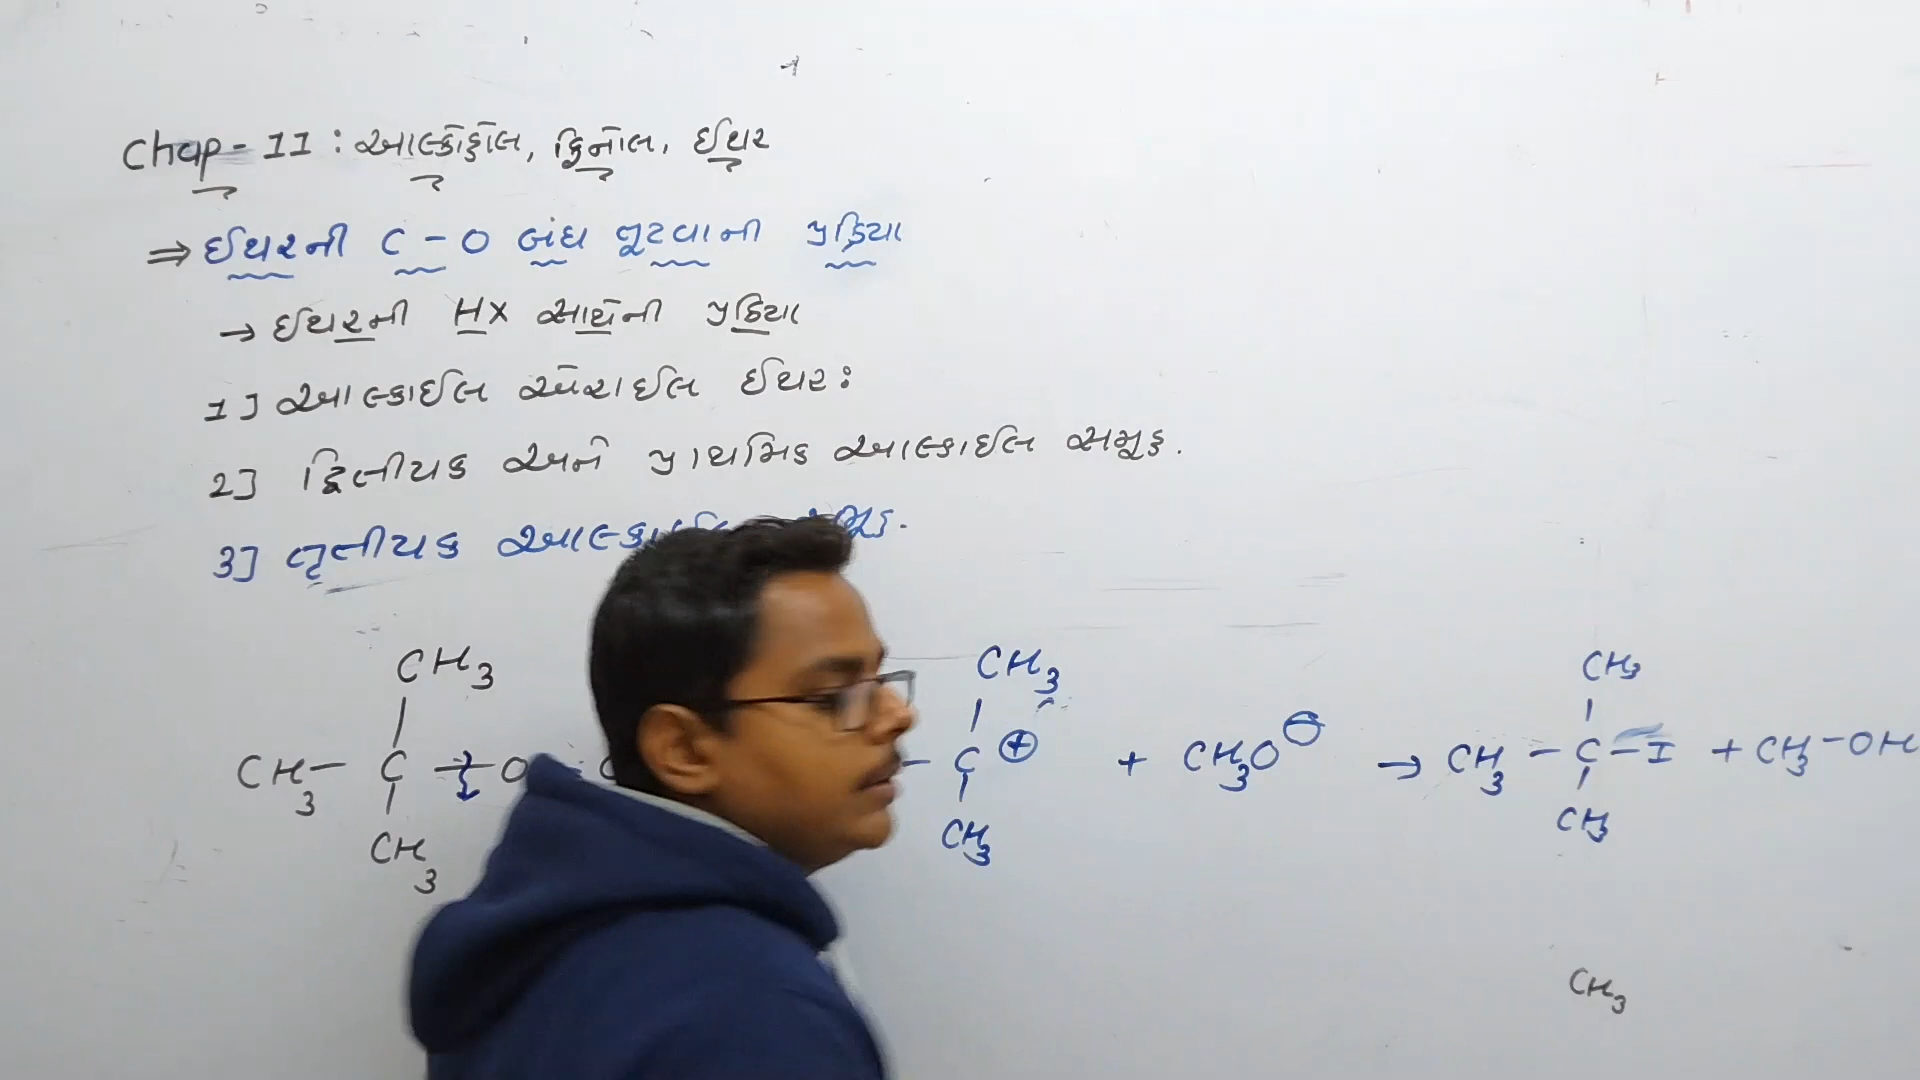 Chap-11 : આલ્કોહોલ, ફિનોલ, ઈથર
⇒ ઈથરની C-O બંધ તૂટવાની પ્રક્રિયા
→ ઈથરની HX સાથેની પ્રક્રિયા
1] આલ્કાઈલ એરાઈલ ઈથર:
2] દ્વિતીયક અને પ્રાથમિક આલ્કાઈલ સમૂહ.
3] તૃતીયક
CH3 CH3 CH3
CH3 - C - O - C ⊕ + CH3O⊖ → CH3 - C - I + CH3-OH
CH3 CH3 CH3
CH3